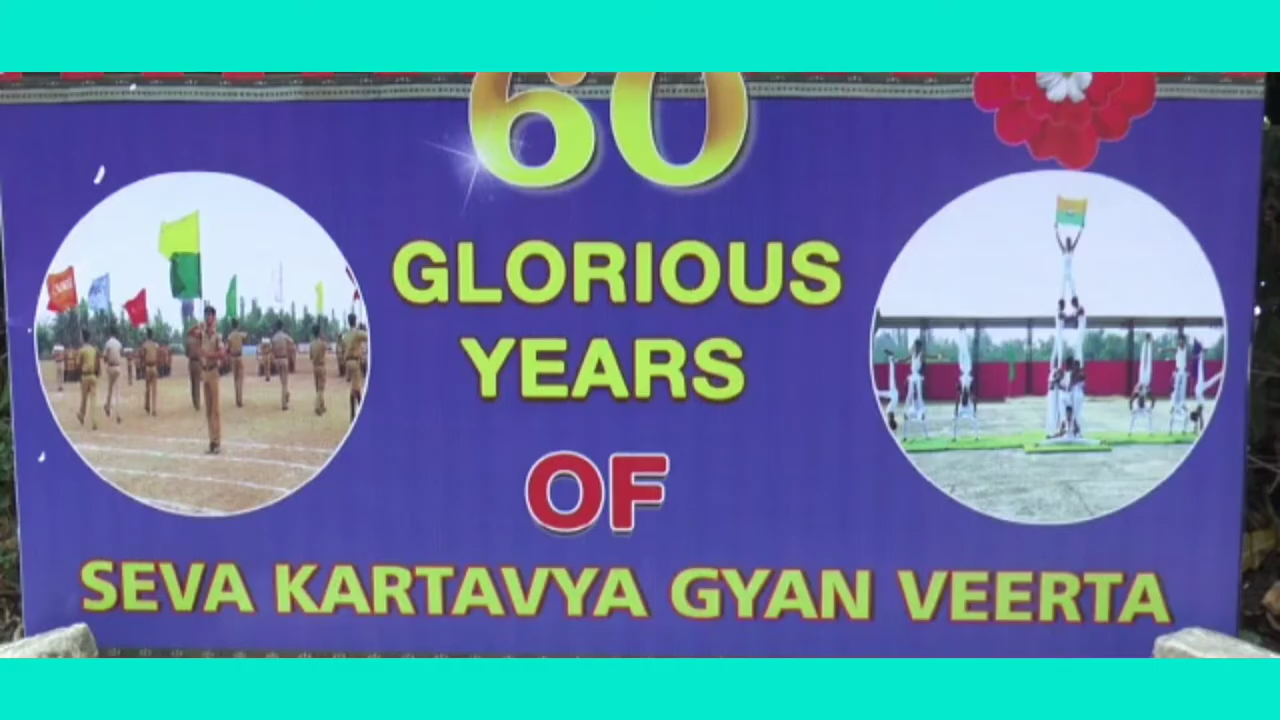 60
GLORIOUS
YEARS
OF
SEVA KARTAVYA GYAN VEERTA